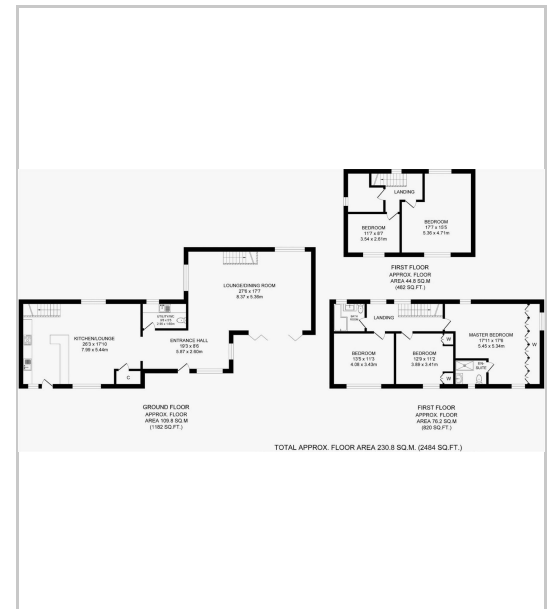 LANDING
BEDROOM
11'7 x 8'7
3.54 x 2.61m
BEDROOM
17'7 x 15'5
5.36 x 4.71m
FIRST FLOOR
APPROX. FLOOR
AREA 44.8 SQ.M
(482 SQ.FT.)
LOUNGE/DINING ROOM
27'6 x 17'7
8.37 x 5.36m
KITCHEN/LOUNGE
26'3 x 17'10
7.99 x 5.44m
ENTRANCE HALL
19'3 x 8'6
5.87 x 2.60m
C
GROUND FLOOR
APPROX. FLOOR
AREA 109.8 SQ.M
(1182 SQ.FT.)
LANDING
BEDROOM
13'5 x 11'3
4.08 x 3.43m
BEDROOM
12'9 x 11'2
3.88 x 3.41m
W
W
MASTER BEDROOM
17'11 x 17'6
5.45 x 5.34m
W
EN-
SUITE
FIRST FLOOR
APPROX. FLOOR
AREA 76.2 SQ.M
(820 SQ.FT.)
TOTAL APPROX. FLOOR AREA 230.8 SQ.M. (2484 SQ.FT.)